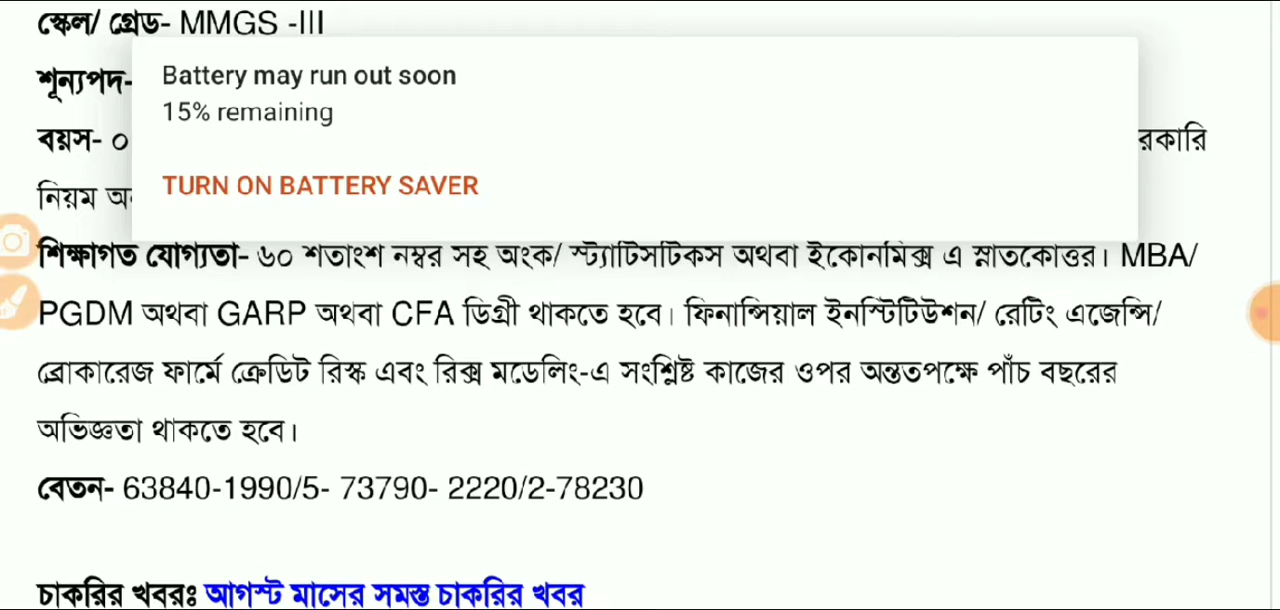 স্কেল/ গ্রেড- MMGS -III
শূন্যপদ-
Battery may run out soon
15% remaining
বয়স- ০
রকারি
TURN ON BATTERY SAVER
নিয়ম অ
শিক্ষাগত যোগ্যতা- ৬০ শতাংশ নম্বর সহ অংক/ স্ট্যাটিসটিকস অথবা ইকোনমিক্স এ স্নাতকোত্তর। MBA/
PGDM অথবা GARP অথবা CFA ডিগ্রী থাকতে হবে। ফিনান্সিয়াল ইনস্টিটিউশন/ রেটিং এজেন্সি/
ব্রোকারেজ ফার্মে ক্রেডিট রিস্ক এবং রিক্স মডেলিং-এ সংশ্লিষ্ট কাজের ওপর অন্ততপক্ষে পাঁচ বছরের
অভিজ্ঞতা থাকতে হবে।
বেতন- 63840-1990/5- 73790- 2220/2-78230
চাকরির খবরঃ আগস্ট মাসের সমস্ত চাকরির খবর